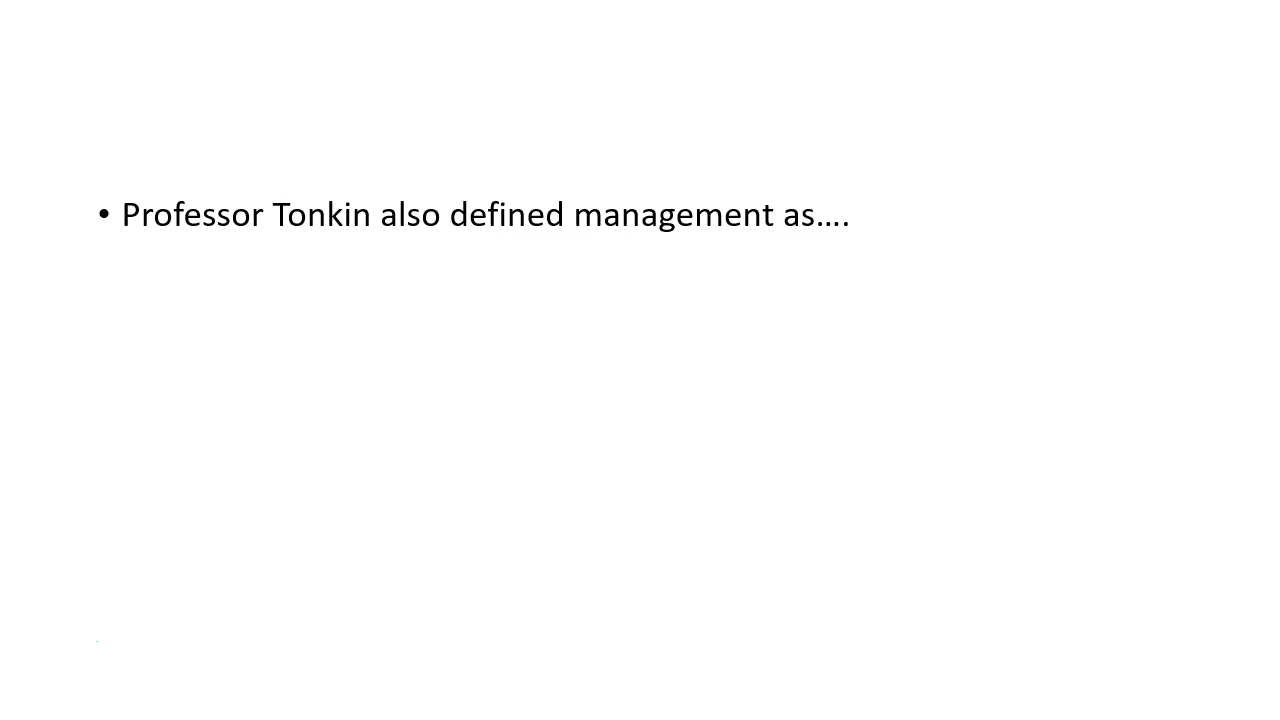 • Professor Tonkin also defined management as….